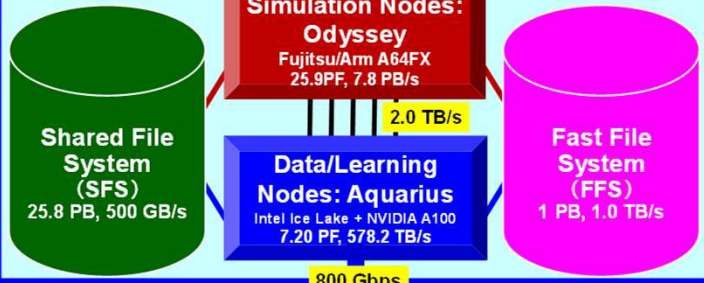 Simulation Nodes:
Odyssey
Fujitsu/Arm A64FX
25.9PF, 7.8 PB/s
2.0 TB/s
Shared File
System
（SFS）
25.8 PB, 500 GB/s
Data/Learning
Nodes: Aquarius
Intel Ice Lake + NVIDIA A100
7.20 PF, 578.2 TB/s
Fast File
System
(FFS)
1 PB, 1.0 TB/s
800 Gbps